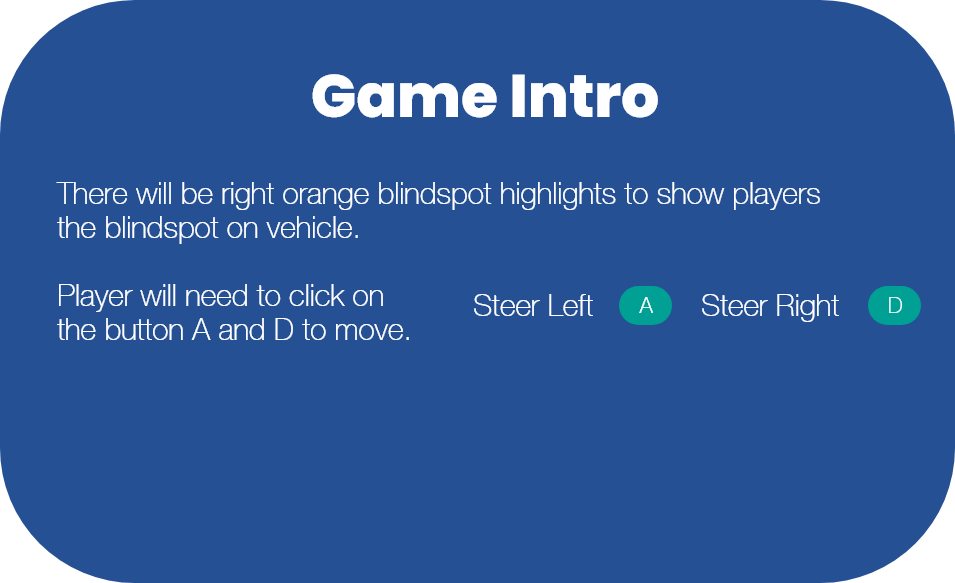 Game Intro
There will be right orange blindspot highlights to show players
the blindspot on vehicle.
Player will need to click on
the button A and D to move.
Steer Left A Steer Right D